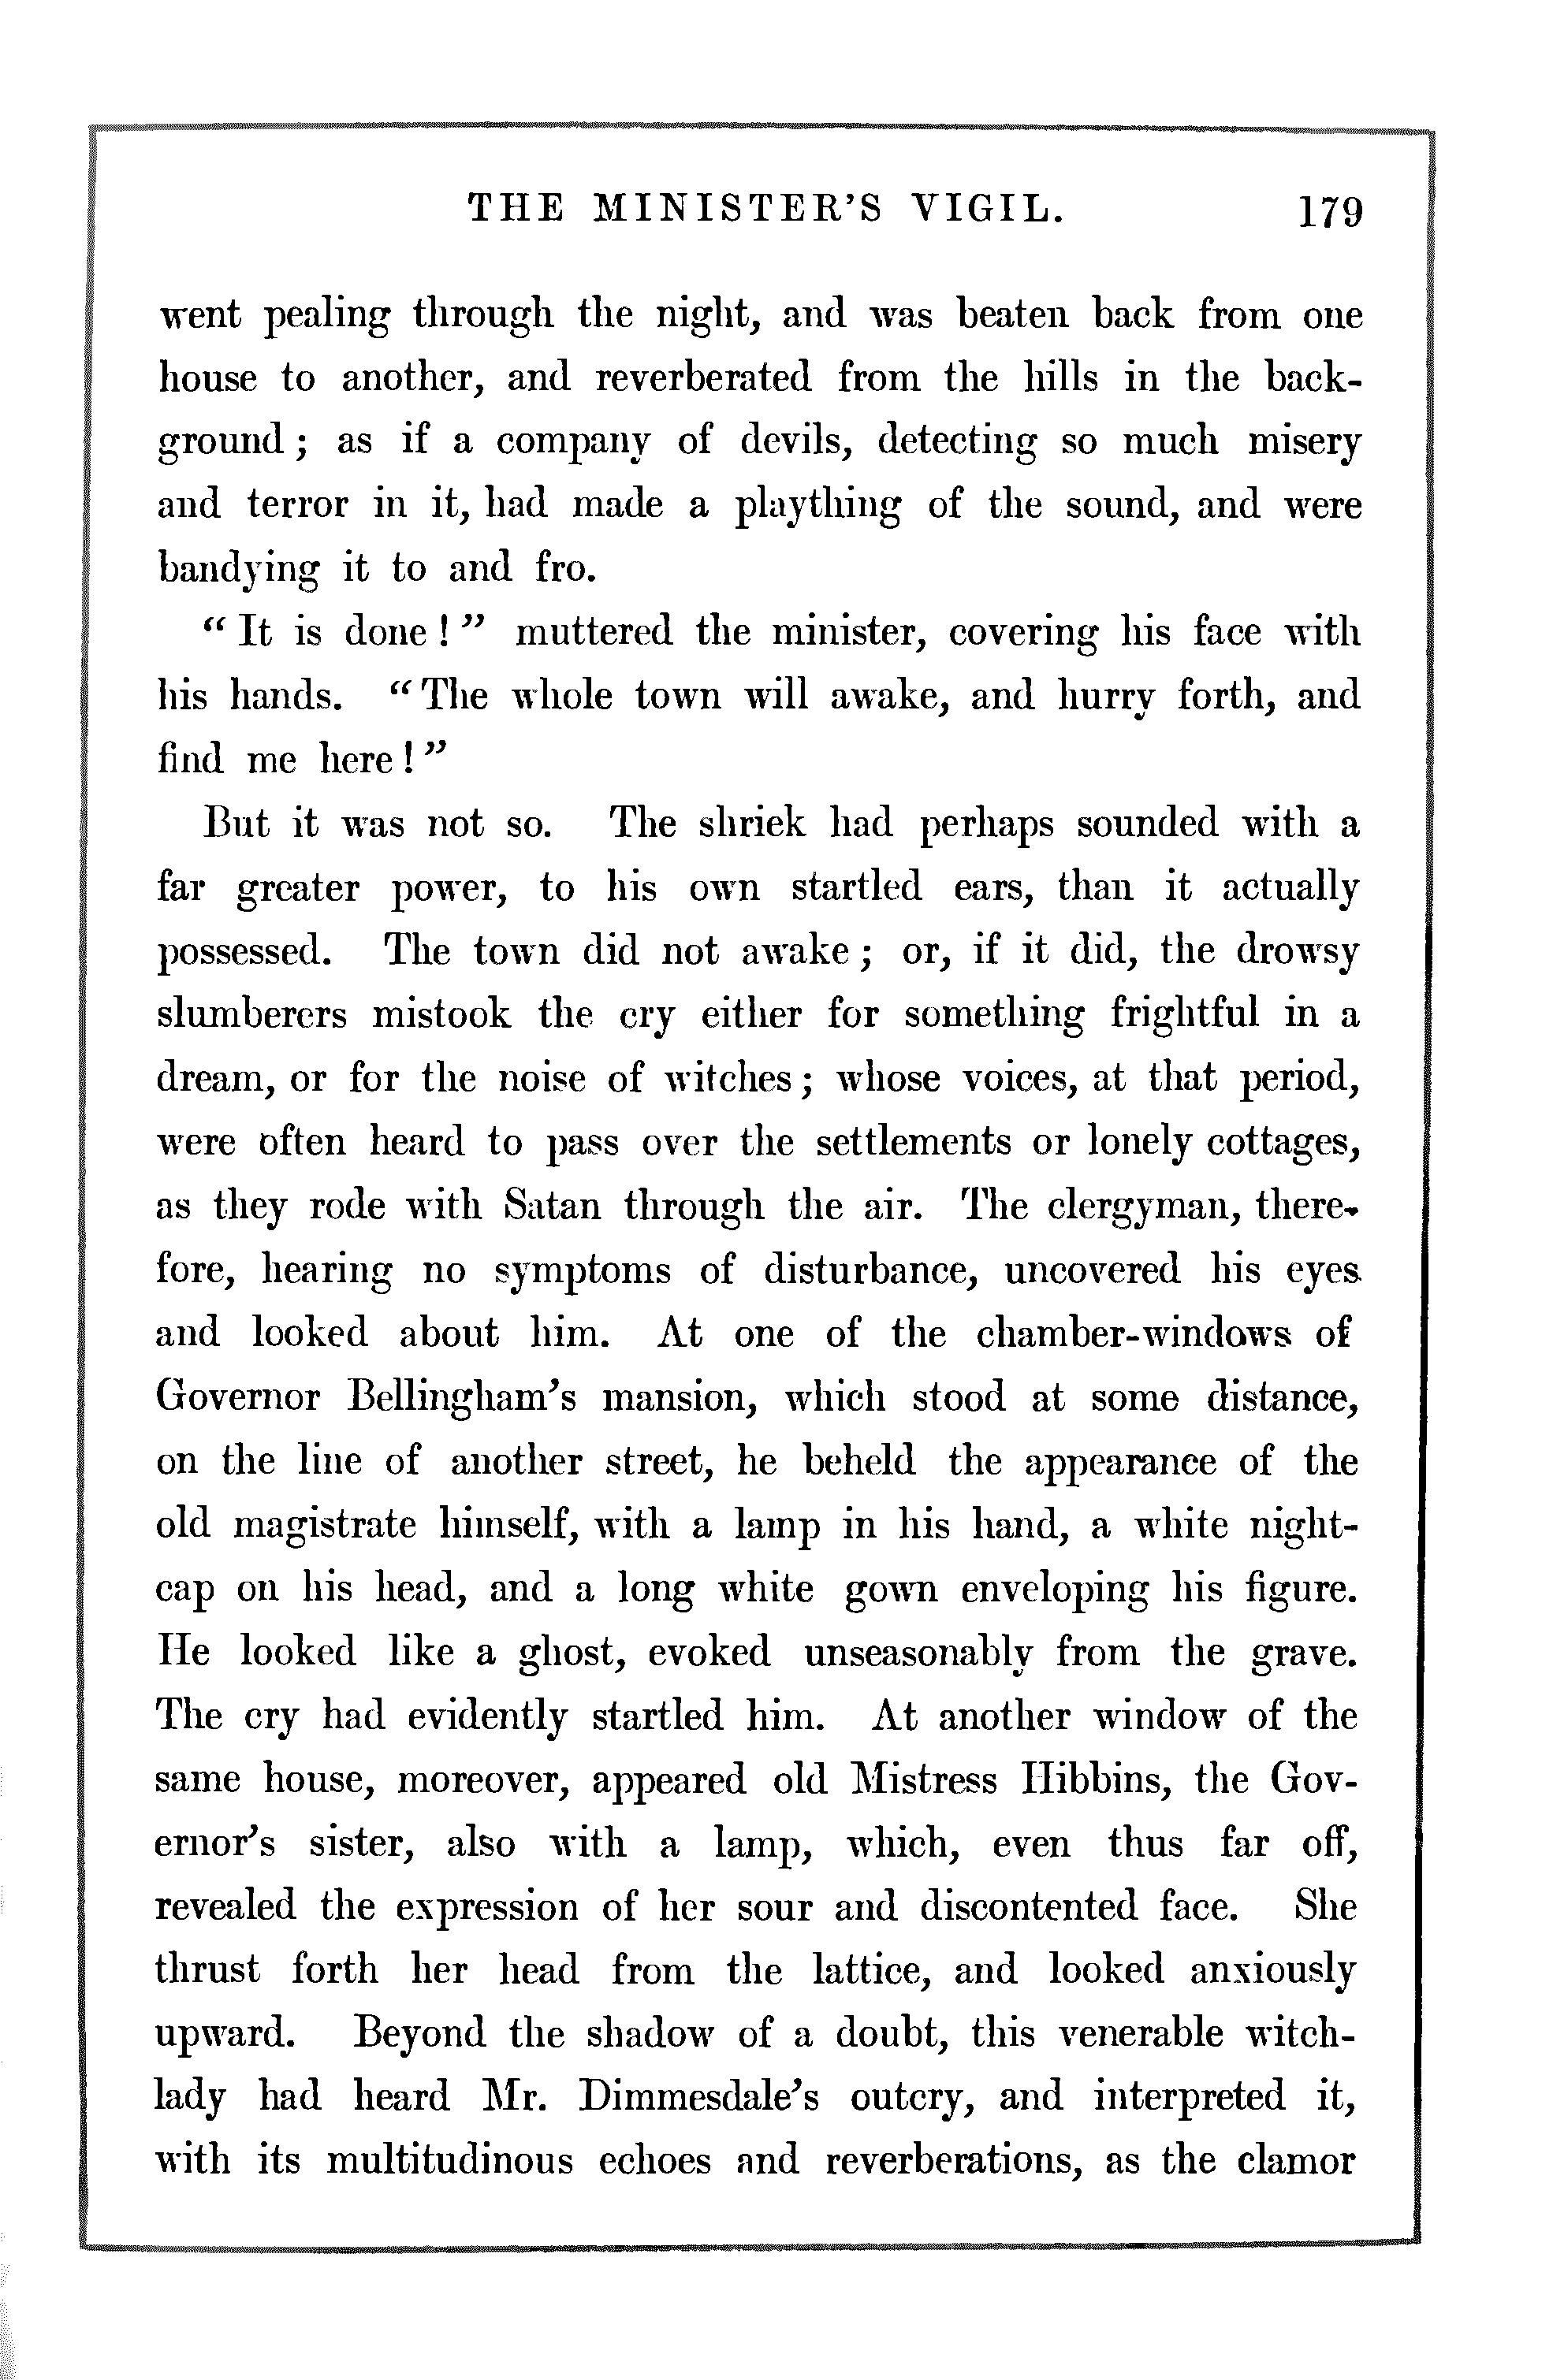 THE MINISTER'S VIGIL. 179
went pealing through the night, and was beaten back from one
house to another, and reverberated from the hills in the back-
ground; as if a company of devils, detecting so much misery
and terror in it, had made a plaything of the sound, and were
bandying it to and fro.
"It is done!" muttered the minister, covering his face with
his hands. "The whole town will awake, and hurry forth, and
find me here!"
But it was not so. The shriek had perhaps sounded with a
far greater power, to his own startled ears, than it actually
possessed. The town did not awake; or, if it did, the drowsy
slumberers mistook the cry either for something frightful in a
dream, or for the noise of witches; whose voices, at that period,
were often heard to pass over the settlements or lonely cottages,
as they rode with Satan through the air. The clergyman, there-
fore, hearing no symptoms of disturbance, uncovered his eyes
and looked about him. At one of the chamber-windows of
Governor Bellingham's mansion, which stood at some distance,
on the line of another street, he beheld the appearance of the
old magistrate himself, with a lamp in his hand, a white night-
cap on his head, and a long white gown enveloping his figure.
He looked like a ghost, evoked unseasonably from the grave.
The cry had evidently startled him. At another window of the
same house, moreover, appeared old Mistress Hibbins, the Gov-
ernor's sister, also with a lamp, which, even thus far off,
revealed the expression of her sour and discontented face. She
thrust forth her head from the lattice, and looked anxiously
upward. Beyond the shadow of a doubt, this venerable witch-
lady had heard Mr. Dimmesdale's outcry, and interpreted it,
with its multitudinous echoes and reverberations, as the clamor